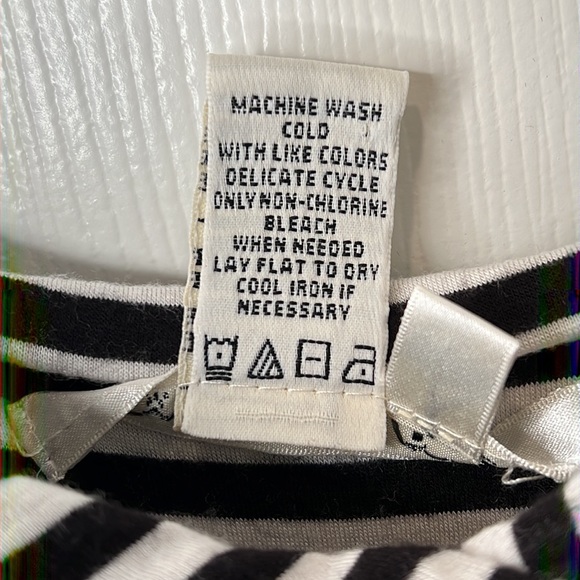 MACHINE WASH
COLD
WITH LIKE COLORS
DELICATE CYCLE
ONLY NON-CHLORINE
BLEACH
WHEN NEEDED
LAY FLAT TO DRY
COOL IRON IF
NECESSARY